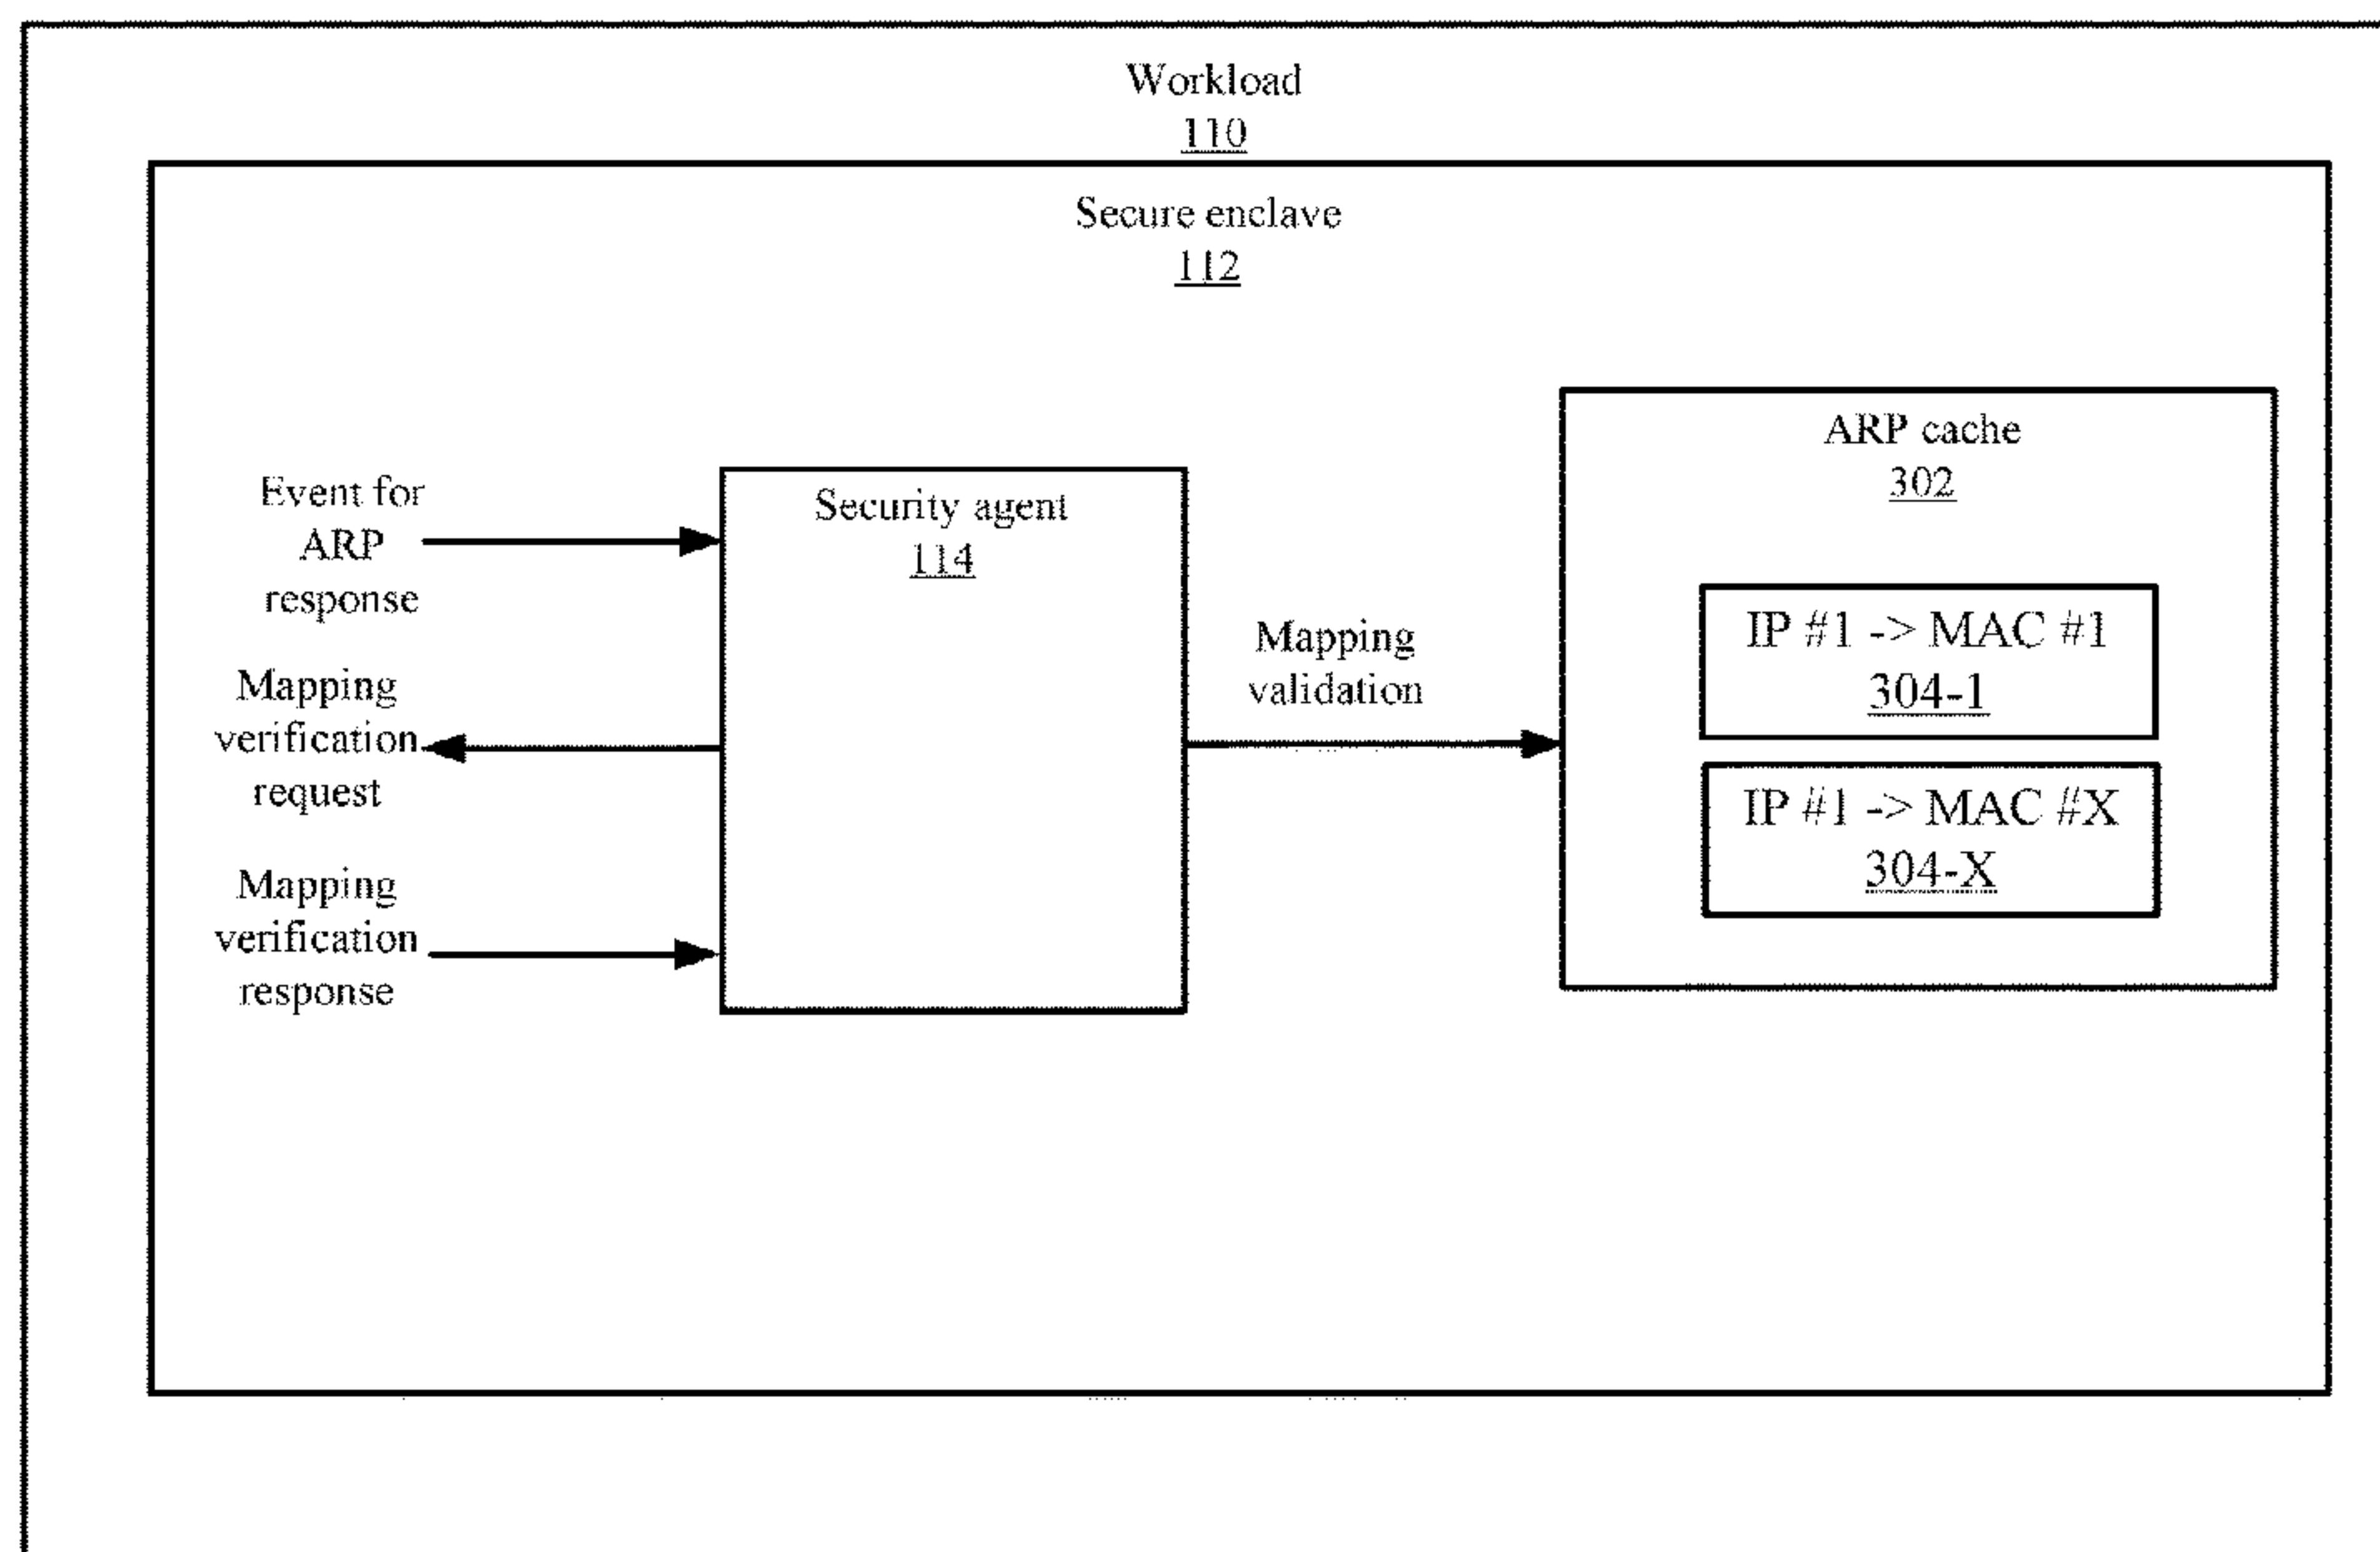 Workload
110
Secure enclave
112
Event for
ARP
response
Mapping
verification
request
Mapping
verification
response
Security agent
114
Mapping
validation
ARP cache
302
IP #1 -> MAC #1
304-1
IP #1 -> MAC #X
304-X